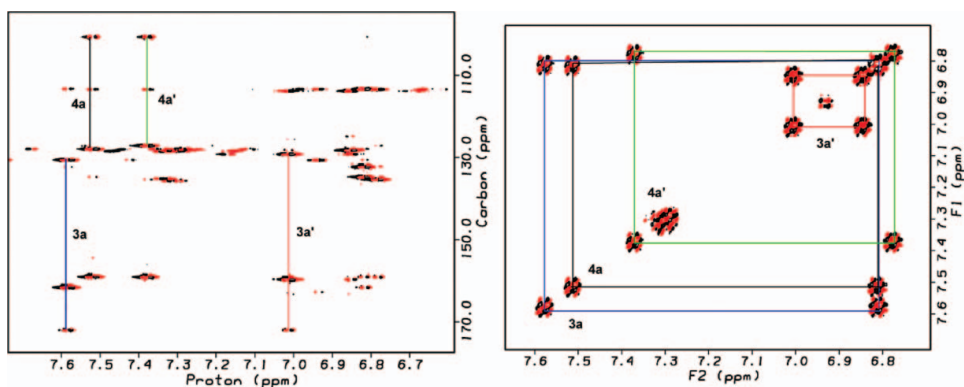 4a
4a'
3a
3a'
110.0
130.0
150.0
170.0
Carbon (ppm)
7.6 7.5 7.4 7.3 7.2 7.1 7.0 6.9 6.8 6.7
Proton (ppm)
3a'
4a'
4a
3a
6.8
6.9
7.0
7.1
7.2
7.3
7.4
7.5
7.6
F1 (ppm)
7.6 7.5 7.4 7.3 7.2 7.1 7.0 6.9 6.8
F2 (ppm)